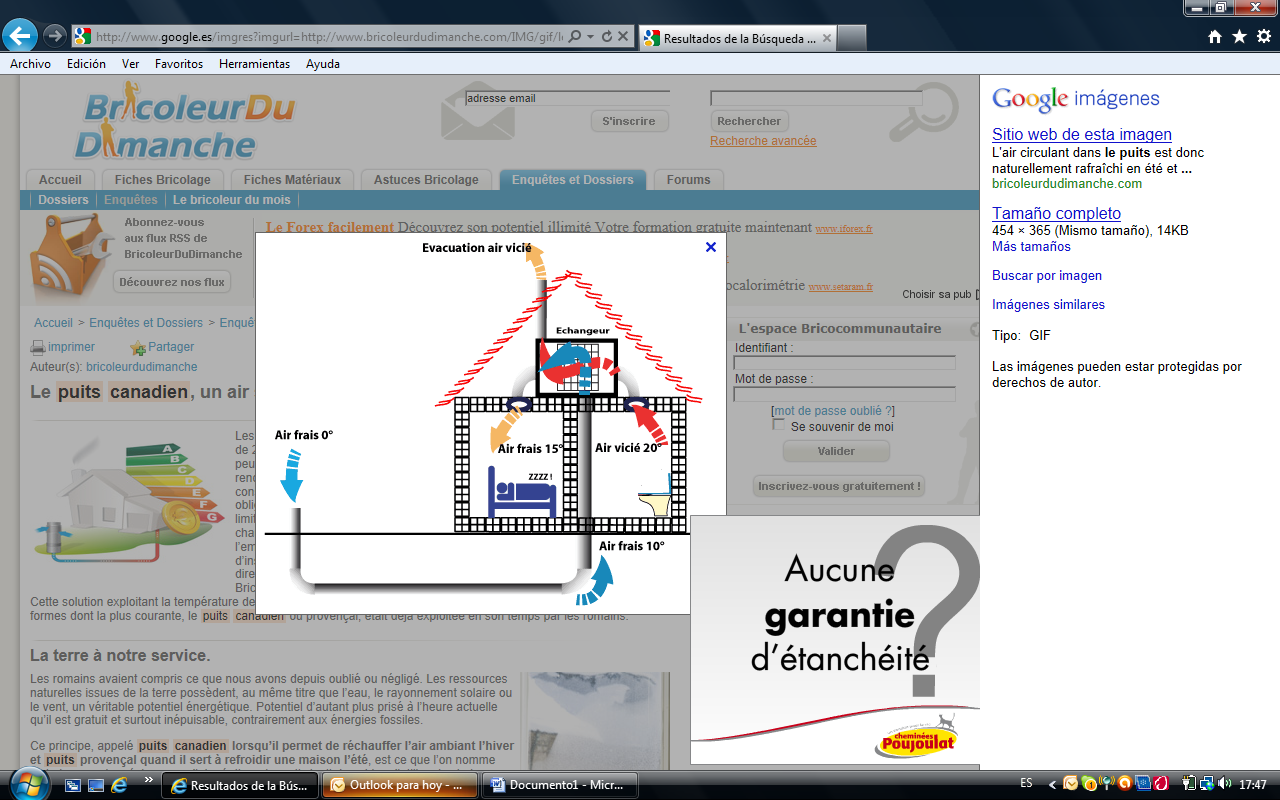 http://www.google.es/imgres?imgurl=http://www.bricoleurdudimanche.com/IMG/gif/l
Resultados de la Búsqueda ...
Archivo Edición Ver Favoritos Herramientas Ayuda
BricoleurDu
Dimanche
adresse email
S'inscrire
Rechercher
Recherche avancée
Accueil Fiches Bricolage Fiches Matériaux Astuces Bricolage Enquêtes et Dossiers Forums
Dossiers Enquêtes Le bricoleur du mois
Abonnez-vous
aux flux RSS de
BricoleurDuDimanche
Découvrez nos flux
Le Forex facilement Découvrez son potentiel illimité Votre formation gratuite maintenant www.iforex.fr
ocalorimétrie www.setaram.fr
Choisir sa pub [
Accueil > Enquêtes et Dossiers > Enquê
imprimer Partager
Auteur(s): bricoleurdudimanche
Le puits canadien, un air
A
B
C
D
E
F
G
Les
de 2
peu
rend
con
obli
limit
cha
l'em
d'ins
dire
Bric
Cette solution exploitant la température de
formes dont la plus courante, le puits canadien ou provençal, était déjà exploitée en son temps par les romains.
La terre à notre service.
Les romains avaient compris ce que nous avons depuis oublié ou négligé. Les ressources
naturelles issues de la terre possèdent, au même titre que l'eau, le rayonnement solaire ou
le vent, un véritable potentiel énergétique. Potentiel d'autant plus prisé à l'heure actuelle
qu'il est gratuit et surtout inépuisable, contrairement aux énergies fossiles.
Ce principe, appelé puits canadien lorsqu'il permet de réchauffer l'air ambiant l'hiver
et puits provençal quand il sert à refroidir une maison l'été, est ce que l'on nomme
Evacuation air vicié
Echangeur
Air frais 0°
Air frais 15°
Air vicié 20°
ZZZZ !
Air frais 10°
L'espace Bricocommunautaire
Identifiant :
Mot de passe :
[mot de passe oublié ?]
Se souvenir de moi
Valider
Inscrivez-vous gratuitement !
Aucune
garantie
d'étanchéité
?
cheminées
Poujoulat
Google imágenes
Sitio web de esta imagen
L'air circulant dans le puits est donc
naturellement rafraîchi en été et ...
bricoleurdudimanche.com
Tamaño completo
454 × 365 (Mismo tamaño), 14KB
Más tamaños
Buscar por imagen
Imágenes similares
Tipo: GIF
Las imágenes pueden estar protegidas por
derechos de autor.
Resultados de la Bús...
Outlook para hoy - ...
Documento1 - Micr...
ES
17:47